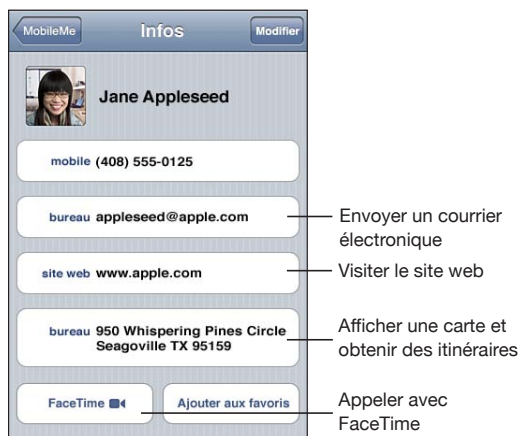 MobileMe Infos Modifier
Jane Appleseed
mobile (408) 555-0125
bureau appleseed@apple.com
Envoyer un courrier
électronique
site web www.apple.com
Visiter le site web
bureau 950 Whispering Pines Circle
Seagoville TX 95159
Afficher une carte et
obtenir des itinéraires
FaceTime Ajouter aux favoris
Appeler avec
FaceTime